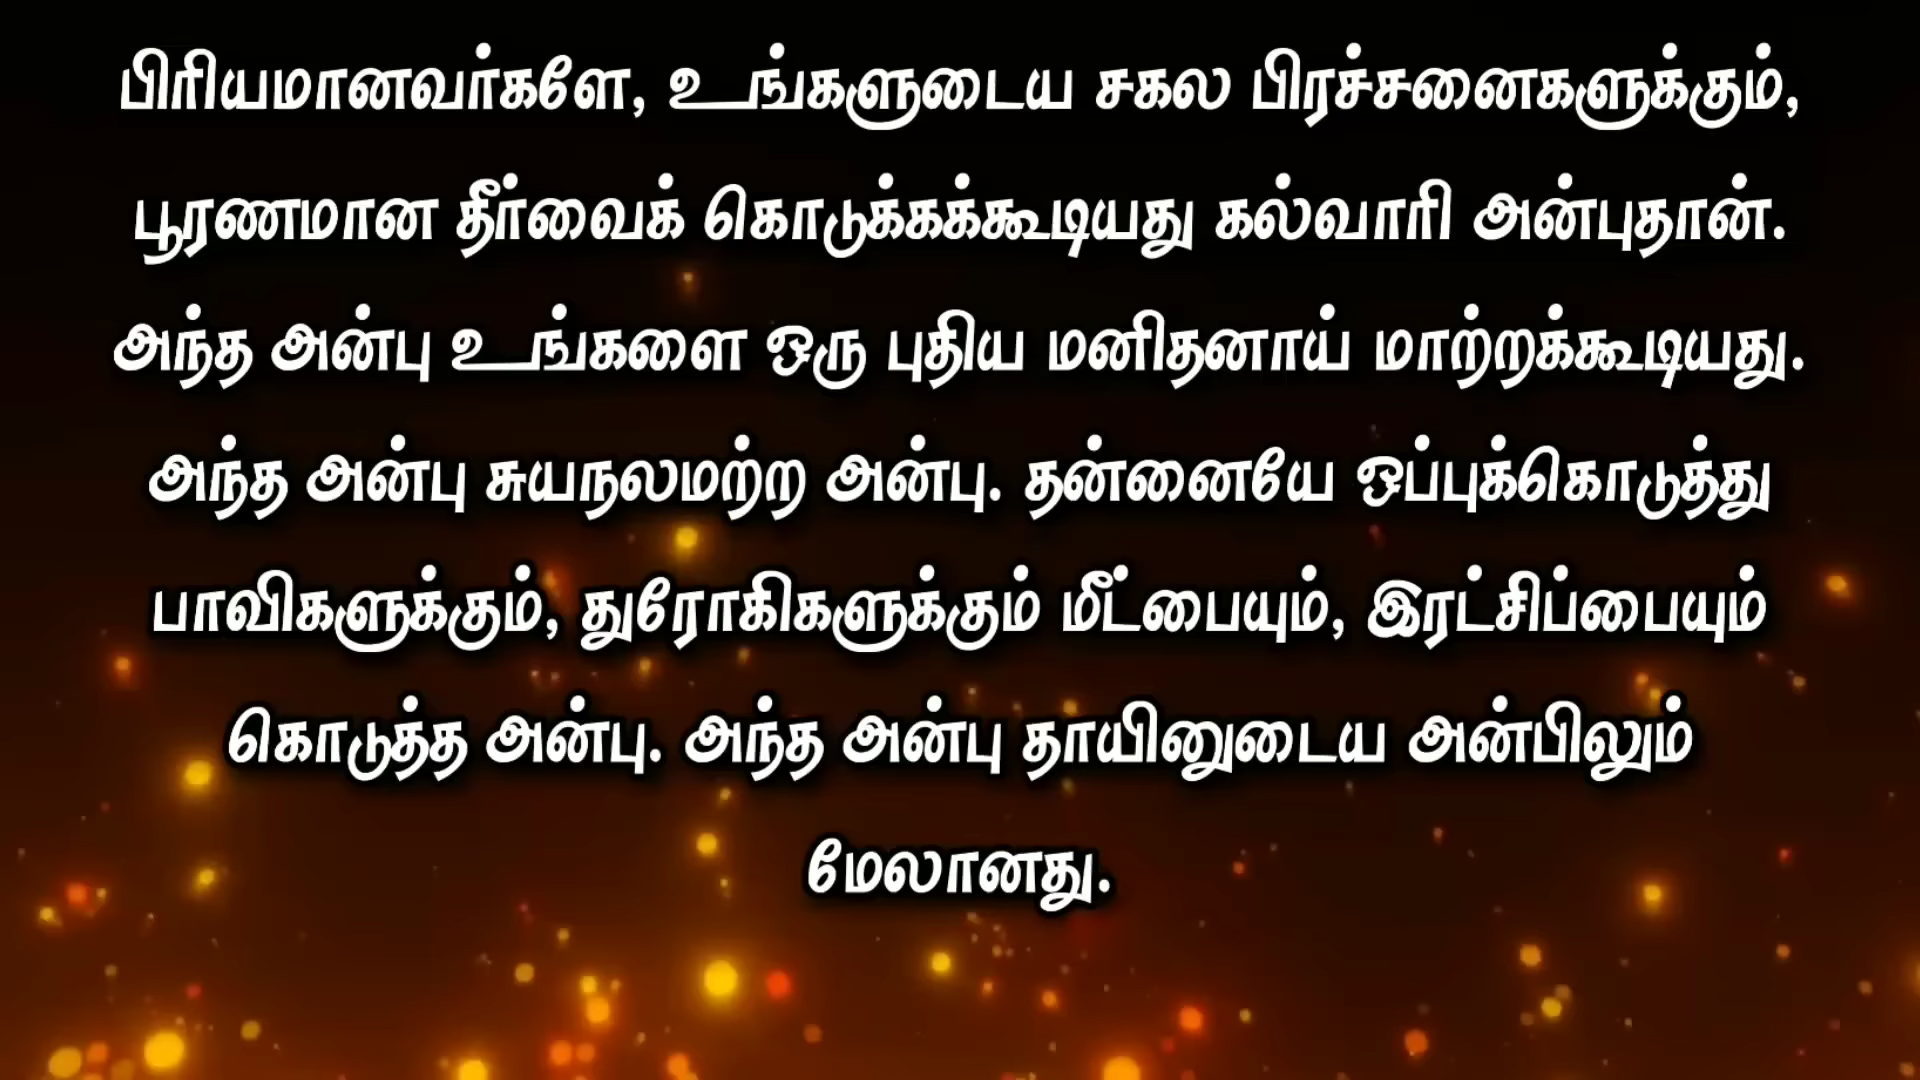 பிரியமானவர்களே, உங்களுடைய சகல பிரச்சனைகளுக்கும்,
பூரணமான தீர்வைக் கொடுக்கக்கூடியது கல்வாரி அன்புதான்.
அந்த அன்பு உங்களை ஒரு புதிய மனிதனாய் மாற்றக்கூடியது.
அந்த அன்பு சுயநலமற்ற அன்பு. தன்னையே ஒப்புக்கொடுத்து
பாவிகளுக்கும், துரோகிகளுக்கும் மீட்பையும், இரட்சிப்பையும்
கொடுத்த அன்பு. அந்த அன்பு தாயினுடைய அன்பிலும்
மேலானது.